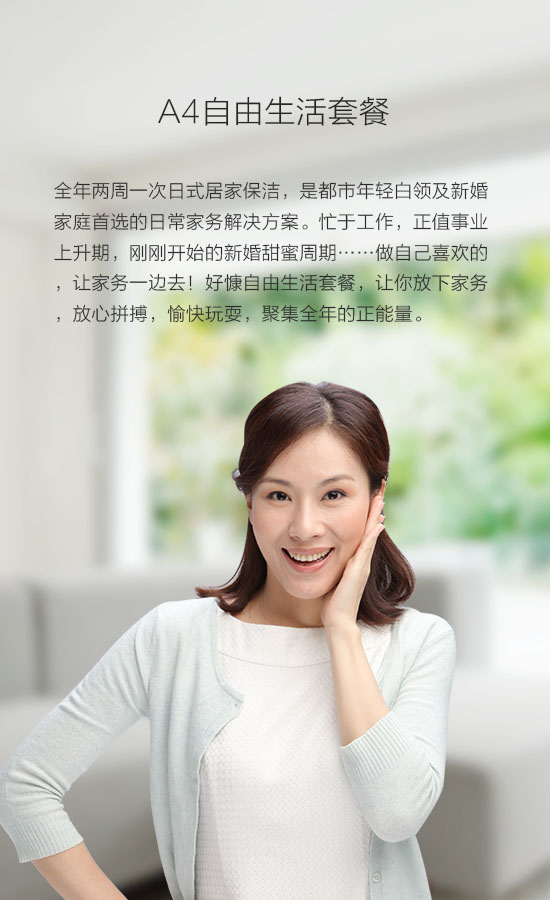 A4自由生活套餐
全年两周一次日式居家保洁，是都市年轻白领及新婚
家庭首选的日常家务解决方案。忙于工作，正值事业
上升期，刚刚开始的新婚甜蜜周期……做自己喜欢的
，让家务一边去！好慷自由生活套餐，让你放下家务
，放心拼搏，愉快玩耍，聚集全年的正能量。